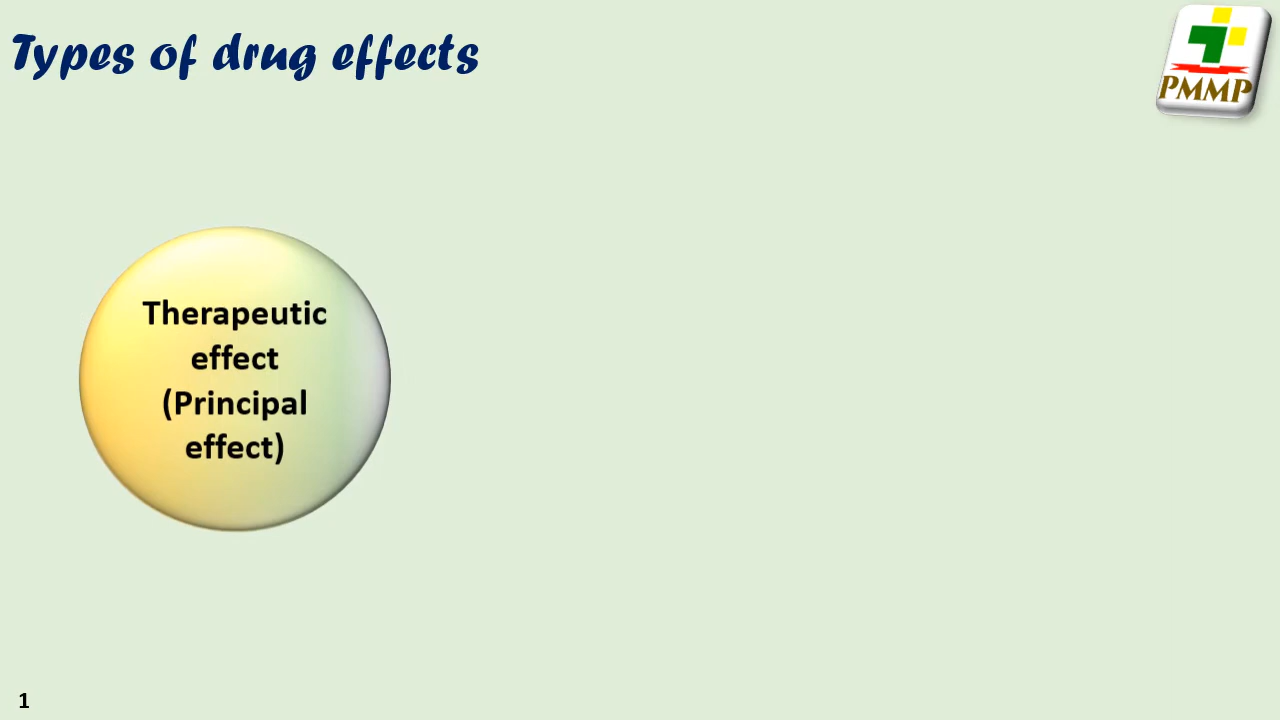 Types of drug effects
PMMP
Therapeutic
effect
(Principal
effect)
1